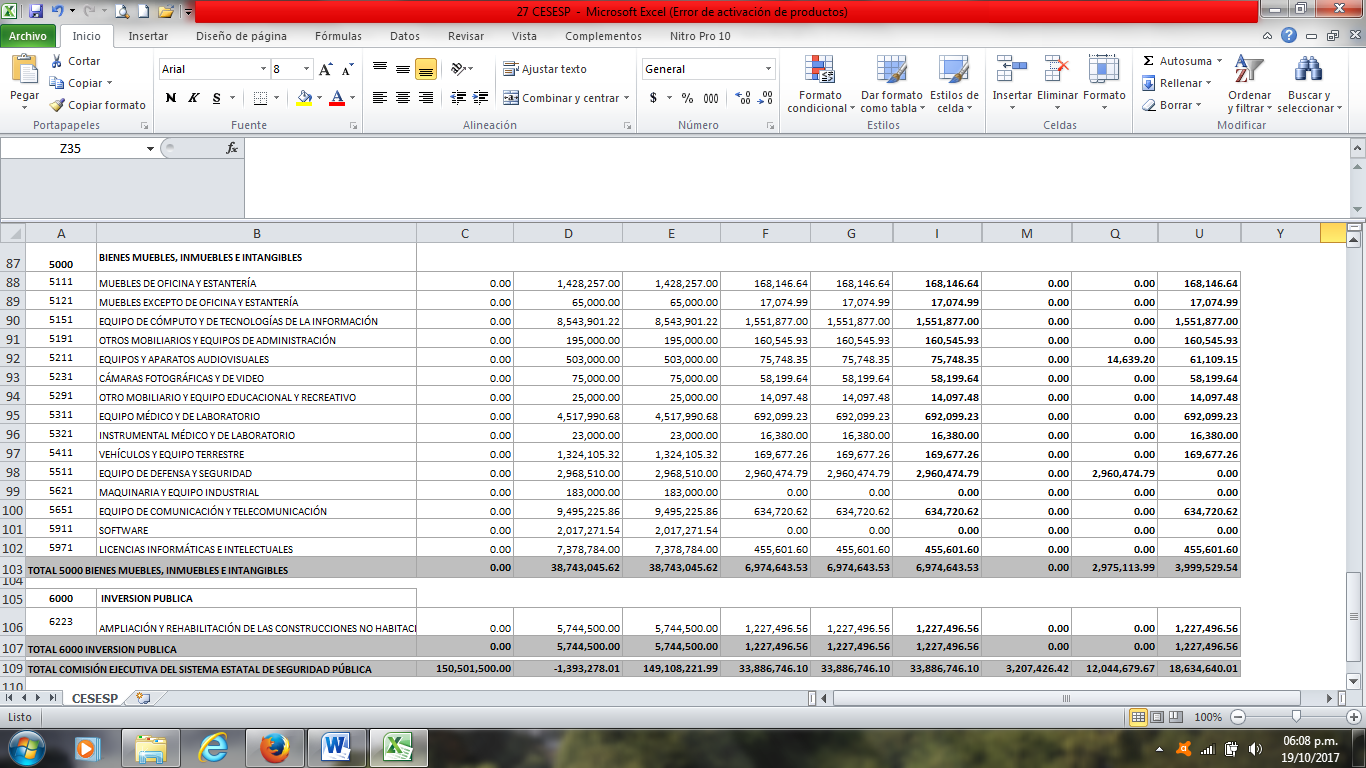 27 CESESP - Microsoft Excel (Error de activación de productos)
Archivo Inicio Insertar Diseño de página Fórmulas Datos Revisar Vista Complementos Nitro Pro 10
Pegar Cortar Copiar Copiar formato Portapapeles
Arial 8 N K S Fuente
Ajustar texto Combinar y centrar Alineación
General $ % 000 Número
Formato condicional Dar formato como tabla Estilos de celda Estilos
Insertar Eliminar Formato Celdas
Autosuma Rellenar Borrar Ordenar y filtrar Buscar y seleccionar Modificar
Z35 fx
A B C D E F G I M Q U Y
87 5000 BIENES MUEBLES, INMUEBLES E INTANGIBLES
88 5111 MUEBLES DE OFICINA Y ESTANTERÍA 0.00 1,428,257.00 1,428,257.00 168,146.64 168,146.64 168,146.64 0.00 0.00 168,146.64
89 5121 MUEBLES EXCEPTO DE OFICINA Y ESTANTERÍA 0.00 65,000.00 65,000.00 17,074.99 17,074.99 17,074.99 0.00 0.00 17,074.99
90 5151 EQUIPO DE CÓMPUTO Y DE TECNOLOGÍAS DE LA INFORMACIÓN 0.00 8,543,901.22 8,543,901.22 1,551,877.00 1,551,877.00 1,551,877.00 0.00 0.00 1,551,877.00
91 5191 OTROS MOBILIARIOS Y EQUIPOS DE ADMINISTRACIÓN 0.00 195,000.00 195,000.00 160,545.93 160,545.93 160,545.93 0.00 0.00 160,545.93
92 5211 EQUIPOS Y APARATOS AUDIOVISUALES 0.00 503,000.00 503,000.00 75,748.35 75,748.35 75,748.35 0.00 14,639.20 61,109.15
93 5231 CÁMARAS FOTOGRÁFICAS Y DE VIDEO 0.00 75,000.00 75,000.00 58,199.64 58,199.64 58,199.64 0.00 0.00 58,199.64
94 5291 OTRO MOBILIARIO Y EQUIPO EDUCACIONAL Y RECREATIVO 0.00 25,000.00 25,000.00 14,097.48 14,097.48 14,097.48 0.00 0.00 14,097.48
95 5311 EQUIPO MÉDICO Y DE LABORATORIO 0.00 4,517,990.68 4,517,990.68 692,099.23 692,099.23 692,099.23 0.00 0.00 692,099.23
96 5321 INSTRUMENTAL MÉDICO Y DE LABORATORIO 0.00 23,000.00 23,000.00 16,380.00 16,380.00 16,380.00 0.00 0.00 16,380.00
97 5411 VEHÍCULOS Y EQUIPO TERRESTRE 0.00 1,324,105.32 1,324,105.32 169,677.26 169,677.26 169,677.26 0.00 0.00 169,677.26
98 5511 EQUIPO DE DEFENSA Y SEGURIDAD 0.00 2,968,510.00 2,968,510.00 2,960,474.79 2,960,474.79 2,960,474.79 0.00 2,960,474.79 0.00
99 5621 MAQUINARIA Y EQUIPO INDUSTRIAL 0.00 183,000.00 183,000.00 0.00 0.00 0.00 0.00 0.00 0.00
100 5651 EQUIPO DE COMUNICACIÓN Y TELECOMUNICACIÓN 0.00 9,495,225.86 9,495,225.86 634,720.62 634,720.62 634,720.62 0.00 0.00 634,720.62
101 5911 SOFTWARE 0.00 2,017,271.54 2,017,271.54 0.00 0.00 0.00 0.00 0.00 0.00
102 5971 LICENCIAS INFORMÁTICAS E INTELECTUALES 0.00 7,378,784.00 7,378,784.00 455,601.60 455,601.60 455,601.60 0.00 0.00 455,601.60
103 TOTAL 5000 BIENES MUEBLES, INMUEBLES E INTANGIBLES 0.00 38,743,045.62 38,743,045.62 6,974,643.53 6,974,643.53 6,974,643.53 0.00 2,975,113.99 3,999,529.54
104
105 6000 INVERSION PUBLICA
106 6223 AMPLIACIÓN Y REHABILITACIÓN DE LAS CONSTRUCCIONES NO HABITACI 0.00 5,744,500.00 5,744,500.00 1,227,496.56 1,227,496.56 1,227,496.56 0.00 0.00 1,227,496.56
107 TOTAL 6000 INVERSION PUBLICA 0.00 5,744,500.00 5,744,500.00 1,227,496.56 1,227,496.56 1,227,496.56 0.00 0.00 1,227,496.56
109 TOTAL COMISIÓN EJECUTIVA DEL SISTEMA ESTATAL DE SEGURIDAD PÚBLICA 150,501,500.00 -1,393,278.01 149,108,221.99 33,886,746.10 33,886,746.10 33,886,746.10 3,207,426.42 12,044,679.67 18,634,640.01
110
CESESP
Listo 100%
06:08 p.m.
19/10/2017